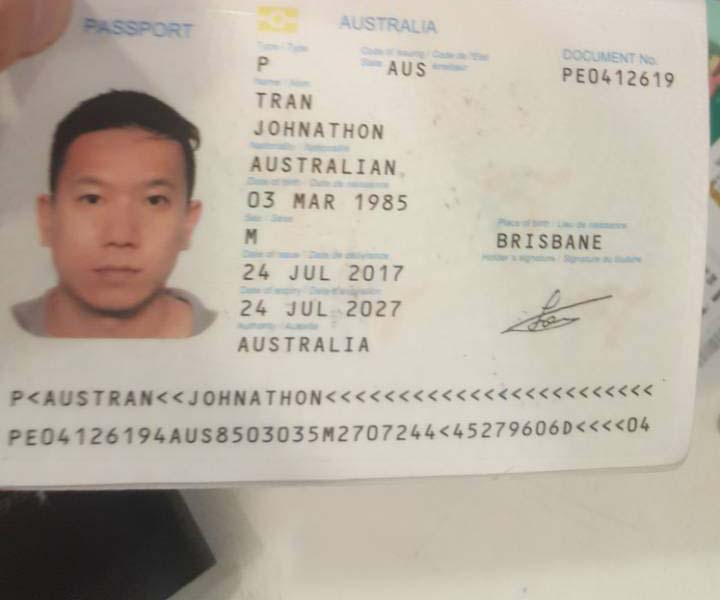 PASSPORT
AUSTRALIA
Type / Type
Code of issuing / Code de l'État
State émetteur
DOCUMENT No.
P
AUS
PE0412619
Name / Nom
TRAN
JOHNATHON
Nationality / Nationalité
AUSTRALIAN
Date of birth / Date de naissance
03 MAR 1985
Sex / Sexe
Place of birth / Lieu de naissance
M
BRISBANE
Date of issue / Date de délivrance
Holder's signature / Signature du titulaire
24 JUL 2017
Date of expiry / Date d'expiration
24 JUL 2027
Authority / Autorité
AUSTRALIA
P<AUSTRAN<<JOHNATHON<<<<<<<<<<<<<<<<<<<<<<<<
PE04126194AUS8503035M2707244<45279606D<<<<04